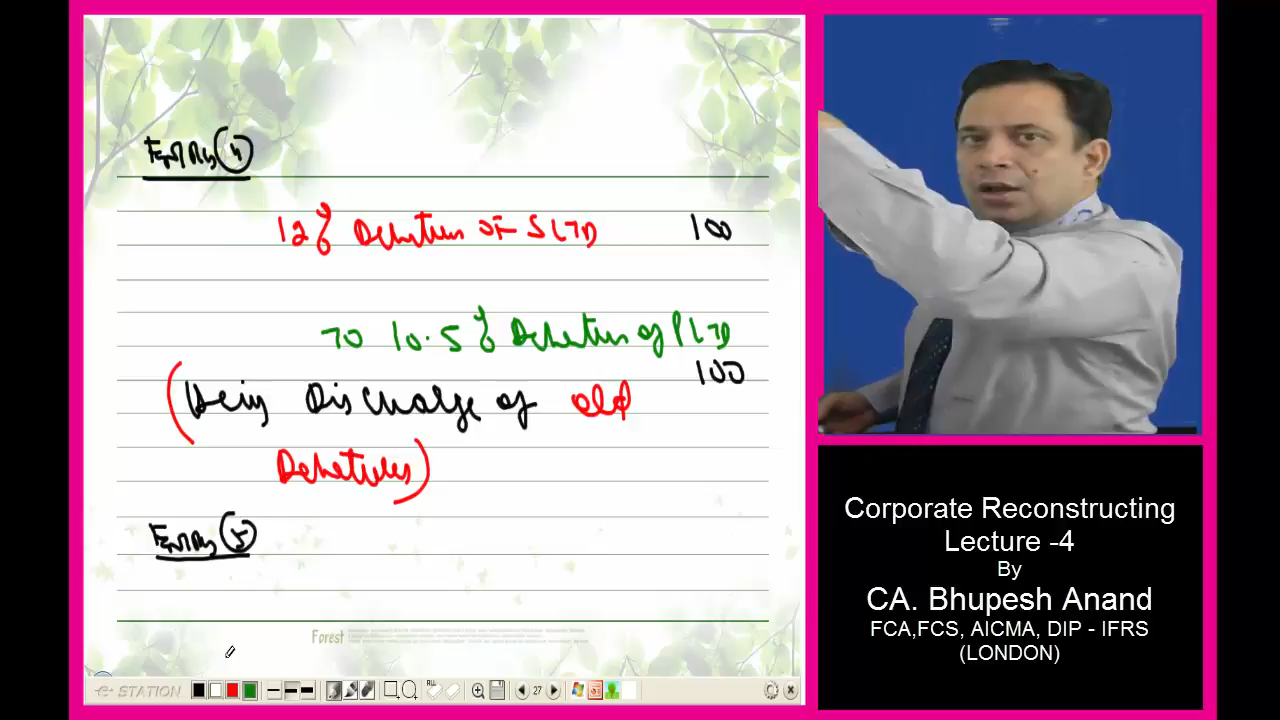 Entry (4)
12% Debentures of S LTD 100
To 10.5% Debentures of P LTD
100
(Being Discharge of old
Debentures)
Entry (5)
Forest
e-STATION
27
Corporate Reconstructing
Lecture -4
By
CA. Bhupesh Anand
FCA,FCS, AICMA, DIP - IFRS
(LONDON)